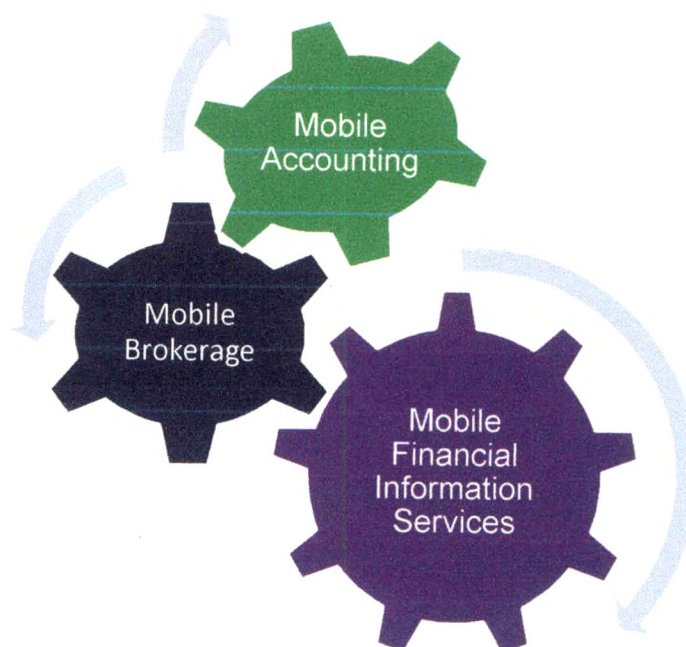 Mobile
Accounting
Mobile
Brokerage
Mobile
Financial
Information
Services